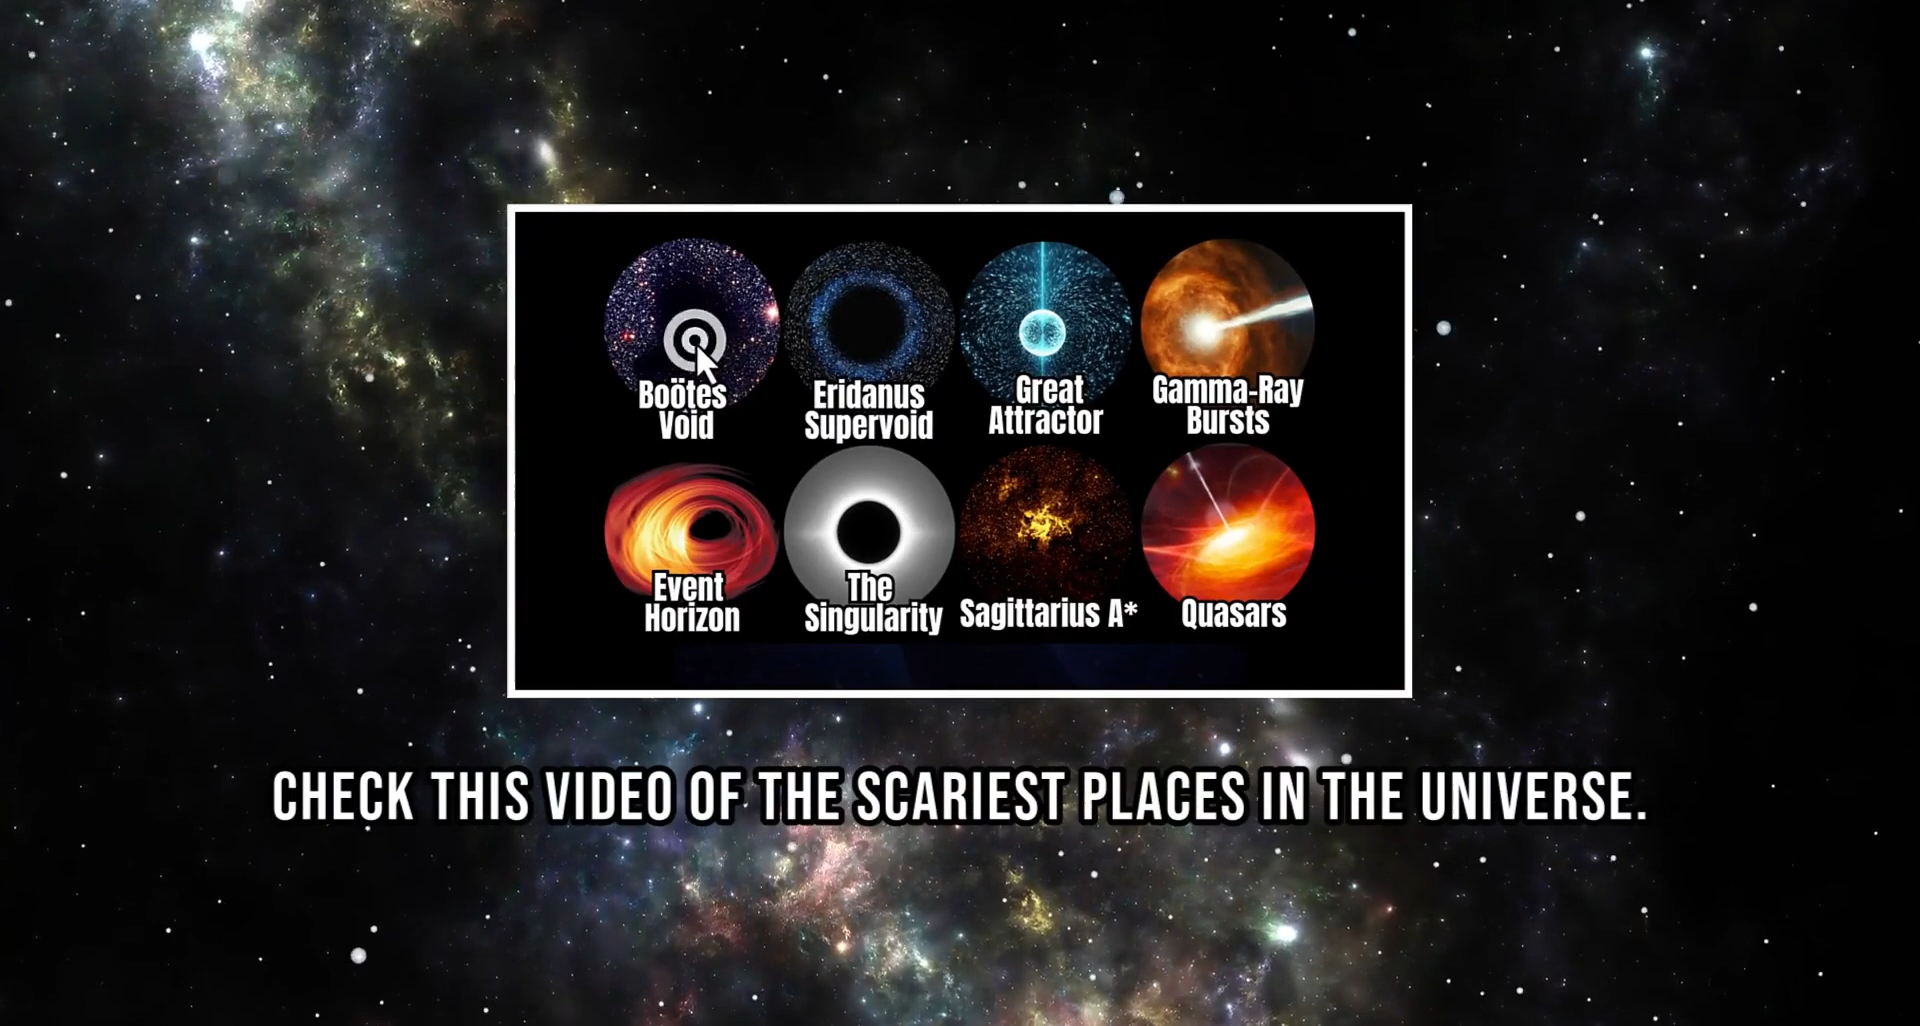 Boötes
Void
Eridanus
Supervoid
Great
Attractor
Gamma-Ray
Bursts
Event
Horizon
The
Singularity
Sagittarius A*
Quasars
CHECK THIS VIDEO OF THE SCARIEST PLACES IN THE UNIVERSE.